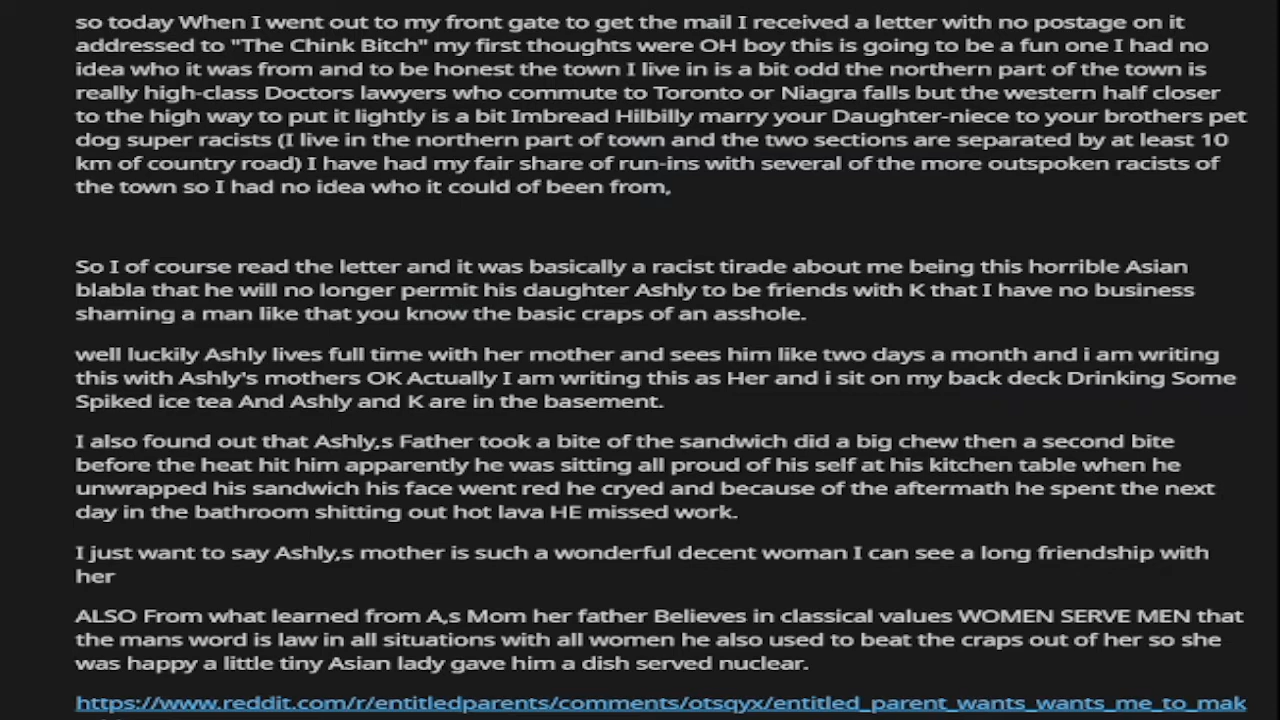 so today When I went out to my front gate to get the mail I received a letter with no postage on it
addressed to "The Chink Bitch" my first thoughts were OH boy this is going to be a fun one I had no
idea who it was from and to be honest the town I live in is a bit odd the northern part of the town is
really high-class Doctors lawyers who commute to Toronto or Niagra falls but the western half closer
to the high way to put it lightly is a bit Imbread Hillbilly marry your Daughter-niece to your brothers pet
dog super racists (I live in the northern part of town and the two sections are separated by at least 10
km of country road) I have had my fair share of run-ins with several of the more outspoken racists of
the town so I had no idea who it could of been from,
So I of course read the letter and it was basically a racist tirade about me being this horrible Asian
blabla that he will no longer permit his daughter Ashly to be friends with K that I have no business
shaming a man like that you know the basic craps of an asshole.
well luckily Ashly lives full time with her mother and sees him like two days a month and i am writing
this with Ashly's mothers OK Actually I am writing this as Her and i sit on my back deck Drinking Some
Spiked ice tea And Ashly and K are in the basement.
I also found out that Ashly,s Father took a bite of the sandwich did a big chew then a second bite
before the heat hit him apparently he was sitting all proud of his self at his kitchen table when he
unwrapped his sandwich his face went red he cryed and because of the aftermath he spent the next
day in the bathroom shitting out hot lava HE missed work.
I just want to say Ashly,s mother is such a wonderful decent woman I can see a long friendship with
her
ALSO From what learned from A,s Mom her father Believes in classical values WOMEN SERVE MEN that
the mans word is law in all situations with all women he also used to beat the craps out of her so she
was happy a little tiny Asian lady gave him a dish served nuclear.
https://www.reddit.com/r/entitledparents/comments/otsqyx/entitled_parent_wants_wants_me_to_mak